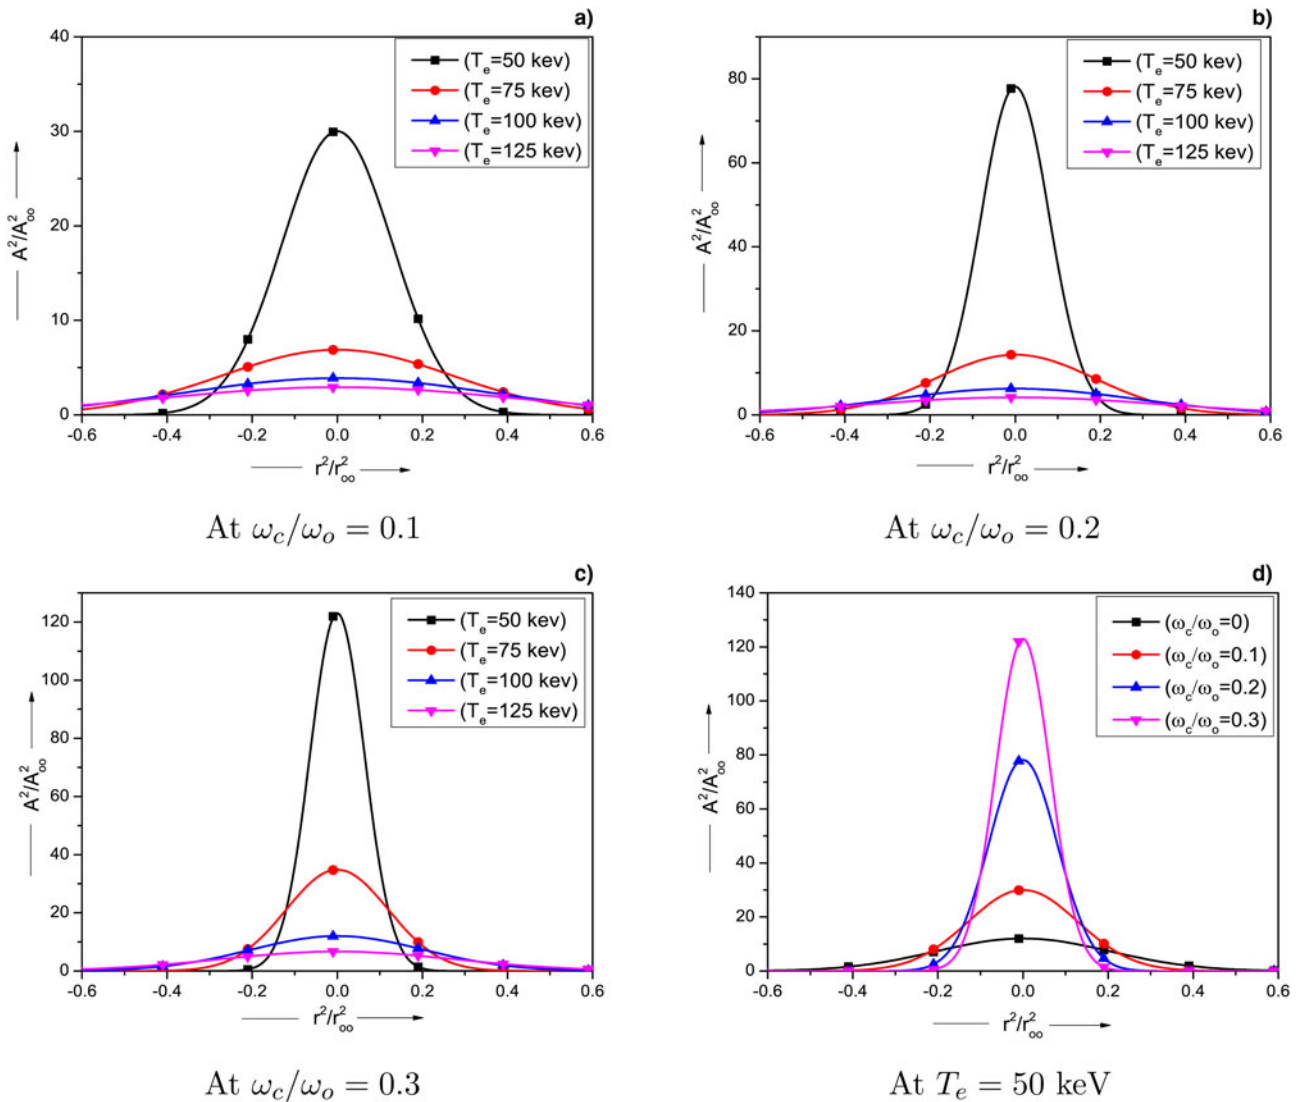 a)
40
30
20
10
0
-0.6 -0.4 -0.2 0.0 0.2 0.4 0.6
A²/A²ₒₒ
r²/r²ₒₒ
(Tₑ=50 kev)
(Tₑ=75 kev)
(Tₑ=100 kev)
(Tₑ=125 kev)
At ω_c/ωₒ = 0.1
b)
80
60
40
20
0
-0.6 -0.4 -0.2 0.0 0.2 0.4 0.6
A²/A²ₒₒ
r²/r²ₒₒ
(Tₑ=50 kev)
(Tₑ=75 kev)
(Tₑ=100 kev)
(Tₑ=125 kev)
At ω_c/ωₒ = 0.2
c)
120
100
80
60
40
20
0
-0.6 -0.4 -0.2 0.0 0.2 0.4 0.6
A²/A²ₒₒ
r²/r²ₒₒ
(Tₑ=50 kev)
(Tₑ=75 kev)
(Tₑ=100 kev)
(Tₑ=125 kev)
At ω_c/ωₒ = 0.3
d)
140
120
100
80
60
40
20
0
-0.6 -0.4 -0.2 0.0 0.2 0.4 0.6
A²/A²ₒₒ
r²/r²ₒₒ
(ω_c/ωₒ=0)
(ω_c/ωₒ=0.1)
(ω_c/ωₒ=0.2)
(ω_c/ωₒ=0.3)
At Tₑ = 50 keV